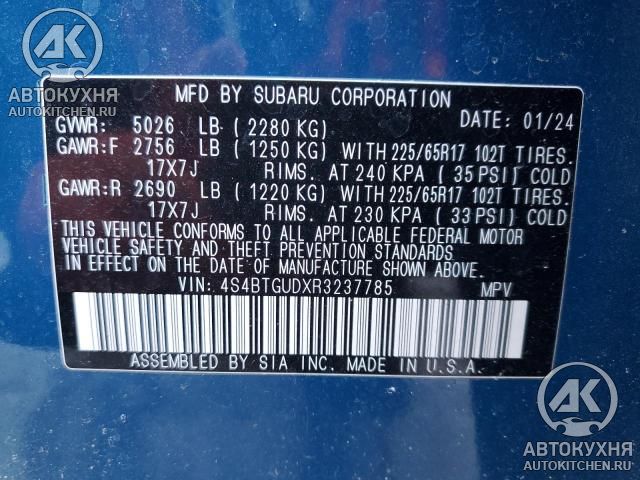 AK
АВТОКУХНЯ
AUTOKITCHEN.RU
MFD BY SUBARU CORPORATION
DATE: 01/24
GVWR: 5026 LB (2280 KG)
GAWR:F 2756 LB (1250 KG) WITH 225/65R17 102T TIRES.
17X7J RIMS. AT 240 KPA (35 PSI) COLD
GAWR:R 2690 LB (1220 KG) WITH 225/65R17 102T TIRES.
17X7J RIMS. AT 230 KPA (33 PSI) COLD
THIS VEHICLE CONFORMS TO ALL APPLICABLE FEDERAL MOTOR
VEHICLE SAFETY AND THEFT PREVENTION STANDARDS
IN EFFECT ON THE DATE OF MANUFACTURE SHOWN ABOVE.
VIN: 4S4BTGUDXR3237785 MPV
ASSEMBLED BY SIA INC. MADE IN U.S.A.
AK
АВТОКУХНЯ
AUTOKITCHEN.RU